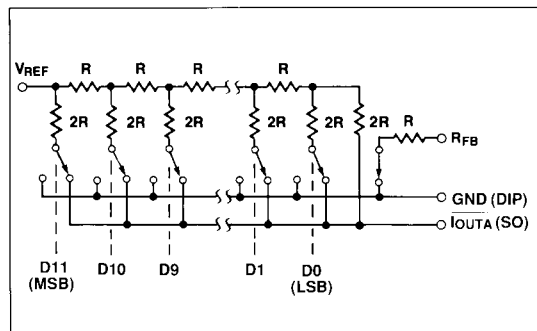 R R R R
VREF
2R 2R 2R 2R 2R 2R R RFB
GND (DIP)
IOUTA (SO)
D11 D10 D9 D1 D0
(MSB) (LSB)